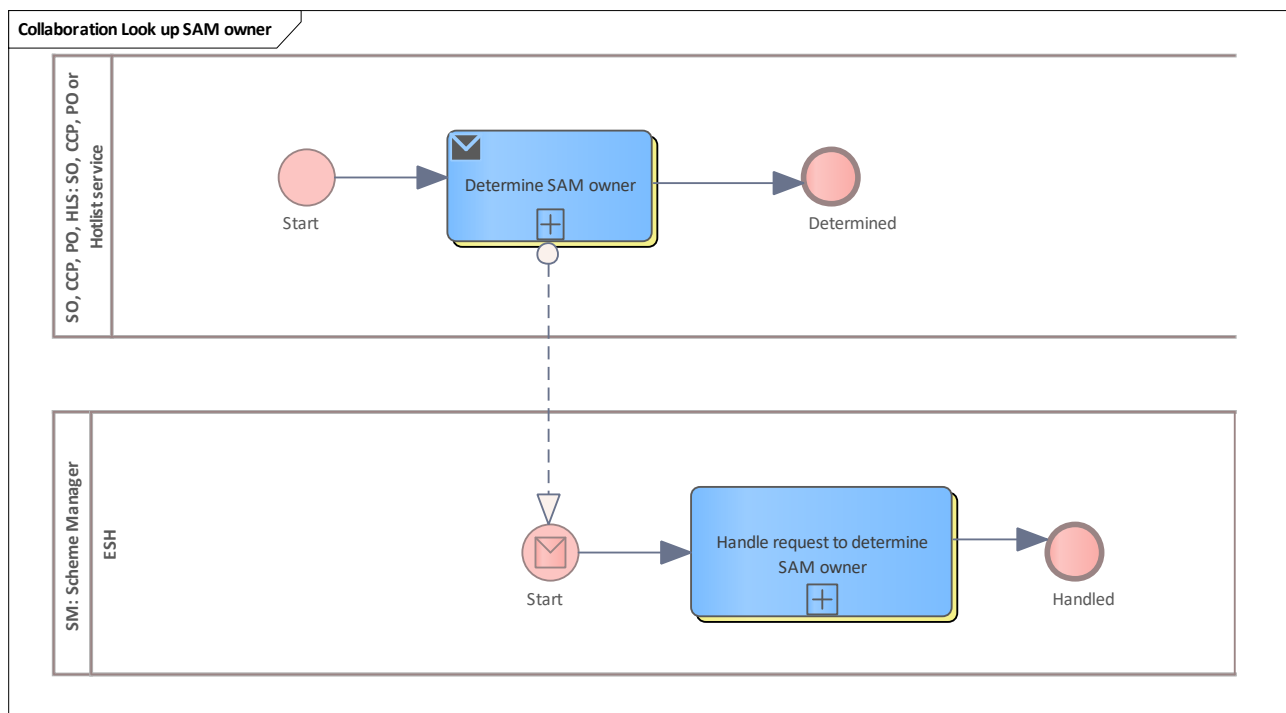 Collaboration Look up SAM owner
SO, CCP, PO, HLS: SO, CCP, PO or
Hotlist service
Start
Determine SAM owner
Determined
SM: Scheme Manager
ESH
Start
Handle request to determine
SAM owner
Handled